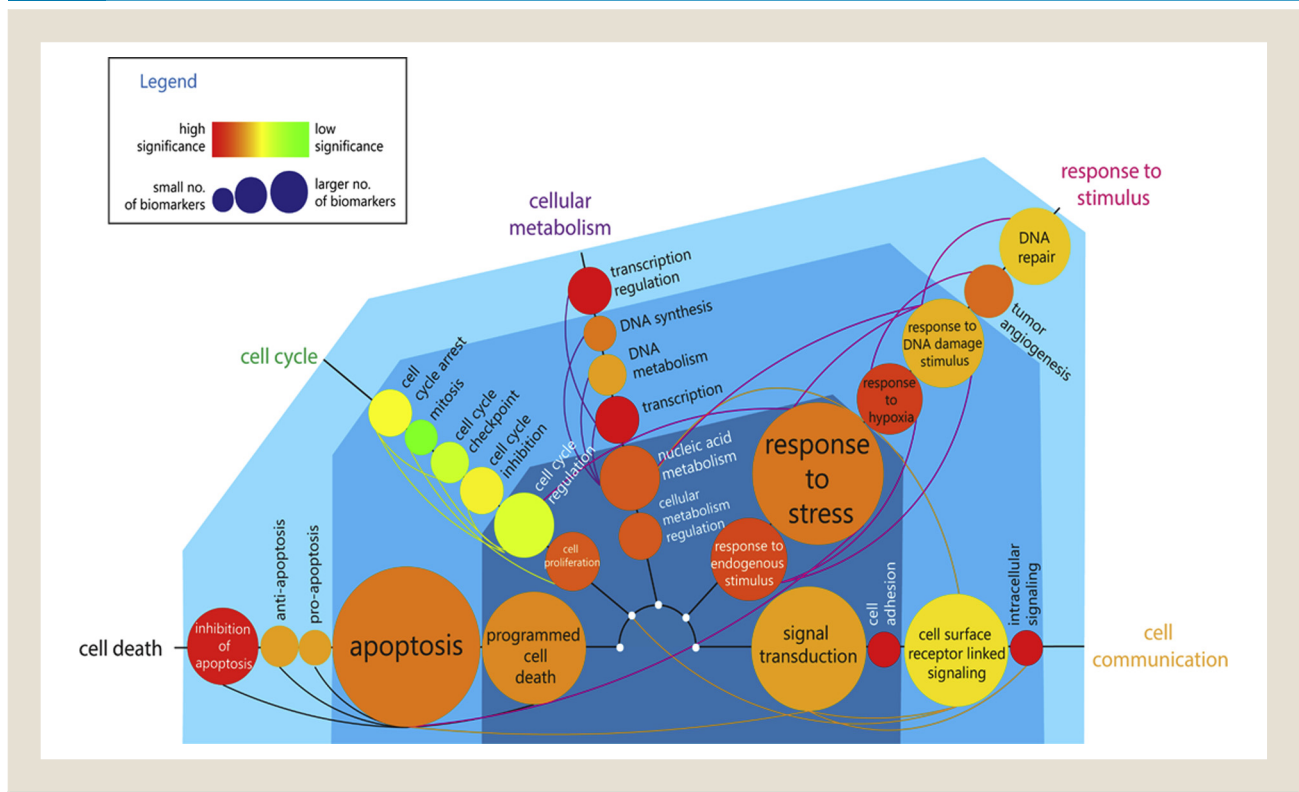 Legend
high
significance
low
significance
small no.
of biomarkers
larger no.
of biomarkers
cellular
metabolism
response to
stimulus
cell cycle
cell death
cell
communication
inhibition
of
apoptosis
anti-apoptosis
pro-apoptosis
apoptosis
programmed
cell
death
cell
cycle arrest
mitosis
cell cycle
checkpoint
cell cycle
inhibition
cell cycle
regulation
cell
proliferation
transcription
regulation
DNA synthesis
DNA
metabolism
transcription
nucleic acid
metabolism
cellular
metabolism
regulation
DNA
repair
tumor
angiogenesis
response to
DNA damage
stimulus
response
to
hypoxia
response
to
stress
response to
endogenous
stimulus
signal
transduction
cell
adhesion
cell surface
receptor linked
signaling
intracellular
signaling